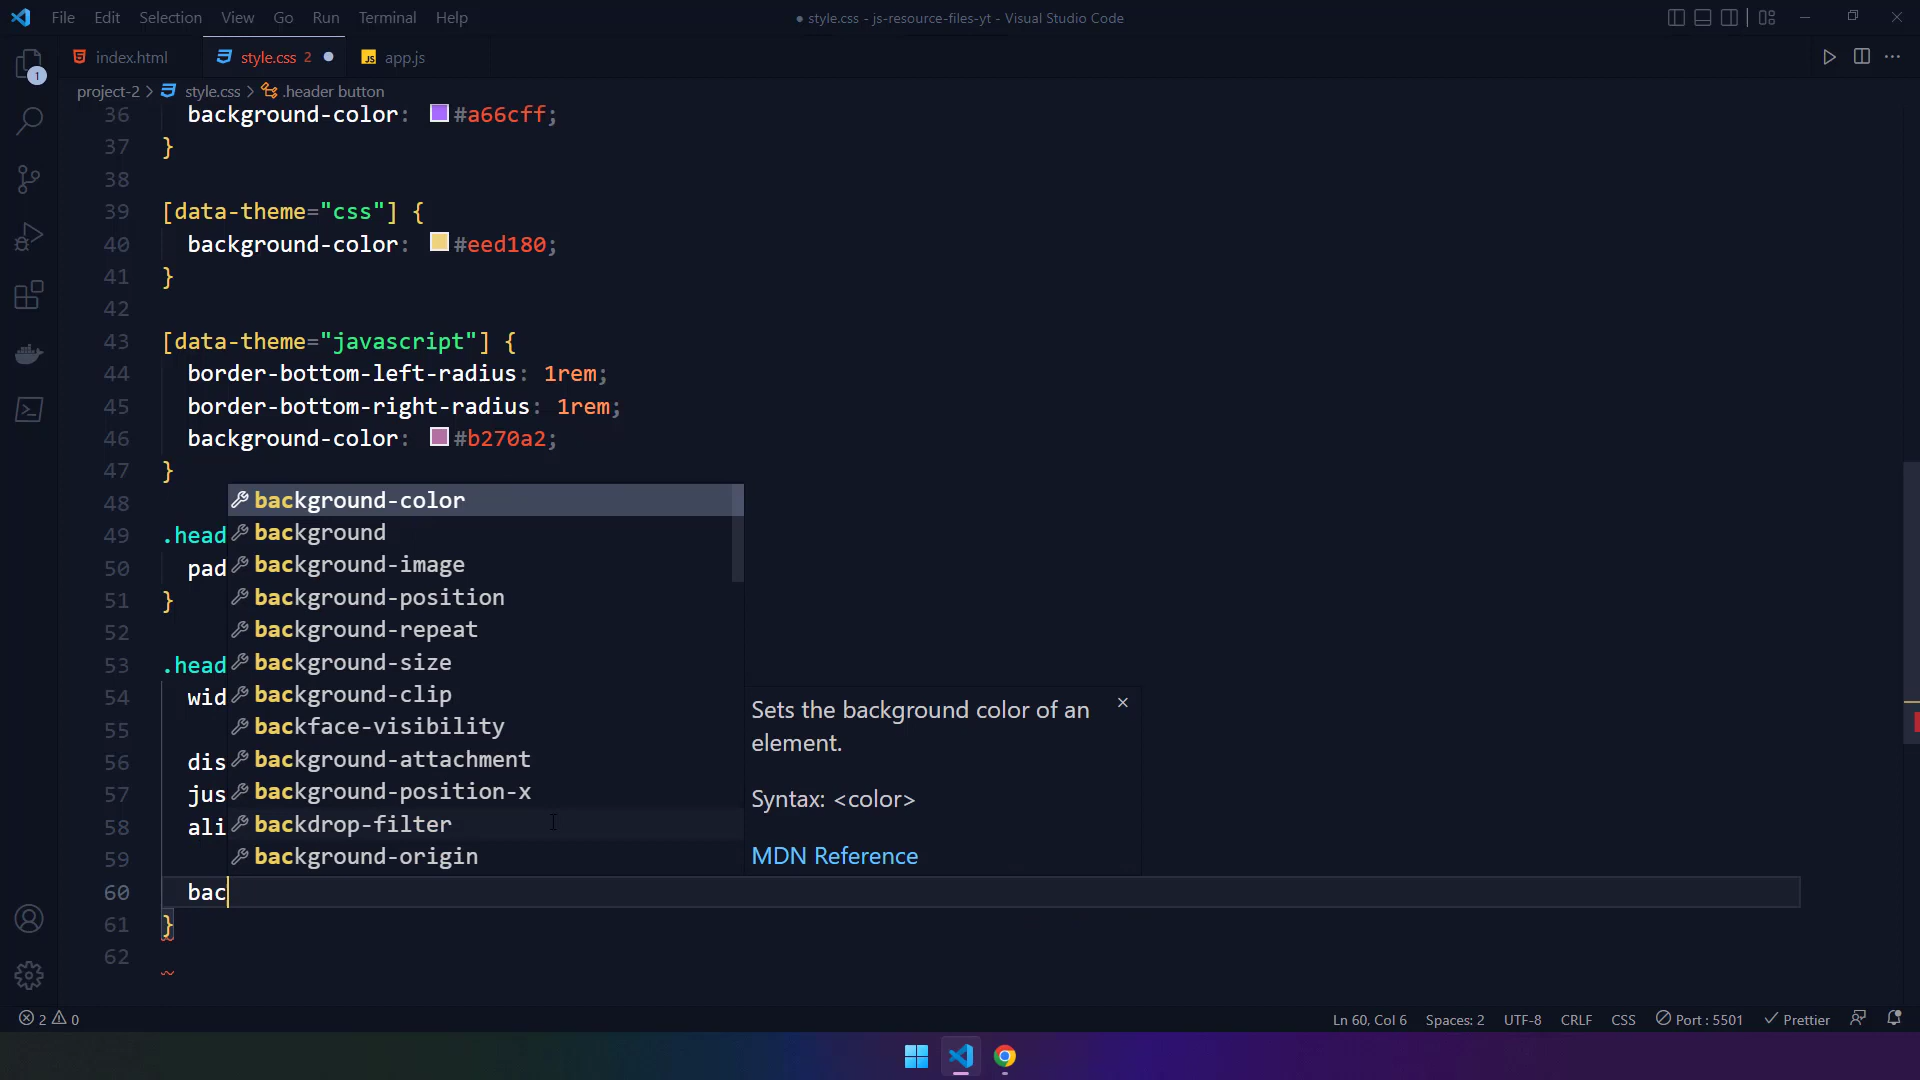 File Edit Selection View Go Run Terminal Help
● style.css - js-resource-files-yt - Visual Studio Code
index.html
style.css 2 ●
JS app.js
1
project-2 > style.css > .header button
36 background-color: #a66cff;
37 }
38
39 [data-theme="css"] {
40 background-color: #eed180;
41 }
42
43 [data-theme="javascript"] {
44 border-bottom-left-radius: 1rem;
45 border-bottom-right-radius: 1rem;
46 background-color: #b270a2;
47 }
48
49 .head
50 pad
51 }
52
53 .head
54 wid
55
56 dis
57 jus
58 ali
59
60 bac
61 }
62
background-color
background
background-image
background-position
background-repeat
background-size
background-clip
backface-visibility
background-attachment
background-position-x
backdrop-filter
background-origin
Sets the background color of an
element.
Syntax: <color>
MDN Reference
2 0
Ln 60, Col 6 Spaces: 2 UTF-8 CRLF CSS Port : 5501 Prettier